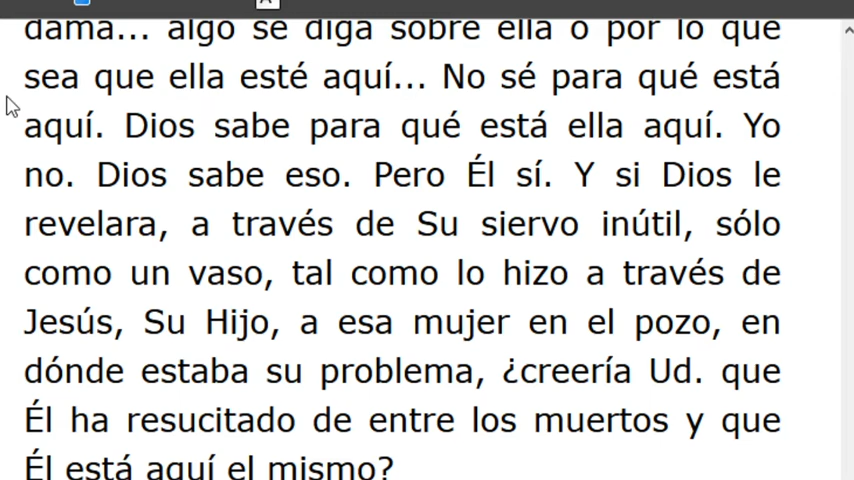 dama... algo se diga sobre ella o por lo que
sea que ella esté aquí... No sé para qué está
aquí. Dios sabe para qué está ella aquí. Yo
no. Dios sabe eso. Pero Él sí. Y si Dios le
revelara, a través de Su siervo inútil, sólo
como un vaso, tal como lo hizo a través de
Jesús, Su Hijo, a esa mujer en el pozo, en
dónde estaba su problema, ¿creería Ud. que
Él ha resucitado de entre los muertos y que
Él está aquí el mismo?